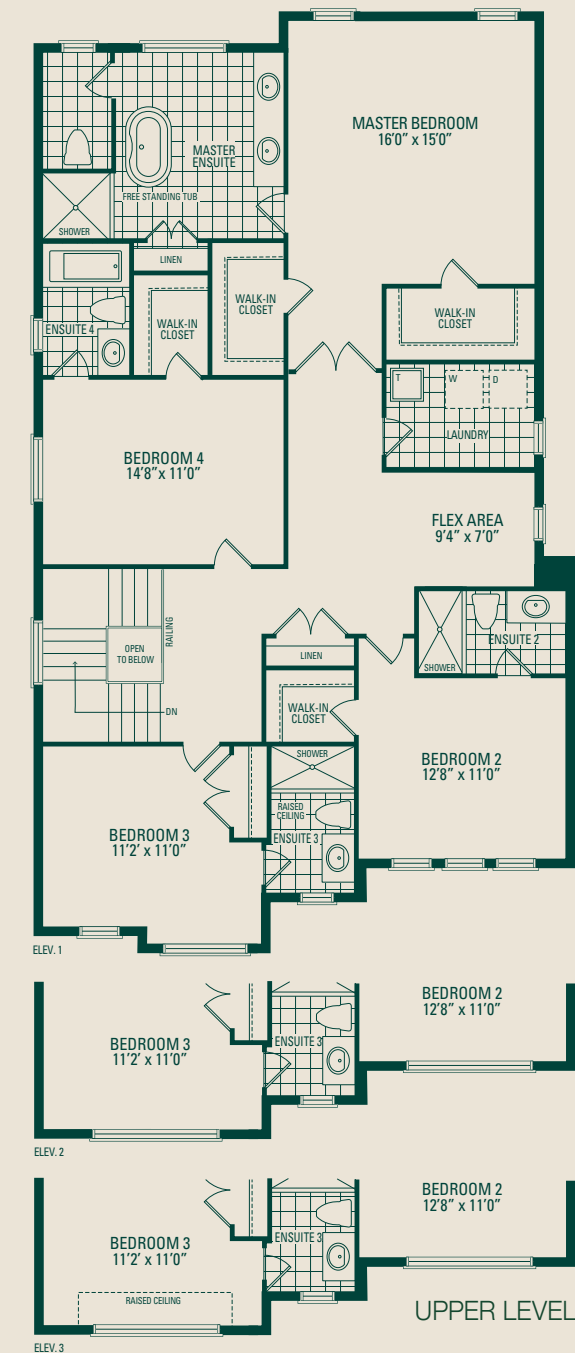 MASTER BEDROOM
16'0" x 15'0"
MASTER
ENSUITE
FREE STANDING TUB
SHOWER
LINEN
WALK-IN
CLOSET
WALK-IN
CLOSET
WALK-IN
CLOSET
ENSUITE 4
T
W
D
LAUNDRY
BEDROOM 4
14'8" x 11'0"
FLEX AREA
9'4" x 7'0"
OPEN
TO BELOW
RAILING
DN
LINEN
SHOWER
ENSUITE 2
WALK-IN
CLOSET
SHOWER
BEDROOM 2
12'8" x 11'0"
RAISED
CEILING
ENSUITE 3
BEDROOM 3
11'2' x 11'0"
ELEV. 1
BEDROOM 2
12'8" x 11'0"
BEDROOM 3
11'2' x 11'0"
ENSUITE 3
ELEV. 2
BEDROOM 2
12'8" x 11'0"
BEDROOM 3
11'2' x 11'0"
ENSUITE 3
RAISED CEILING
UPPER LEVEL
ELEV. 3